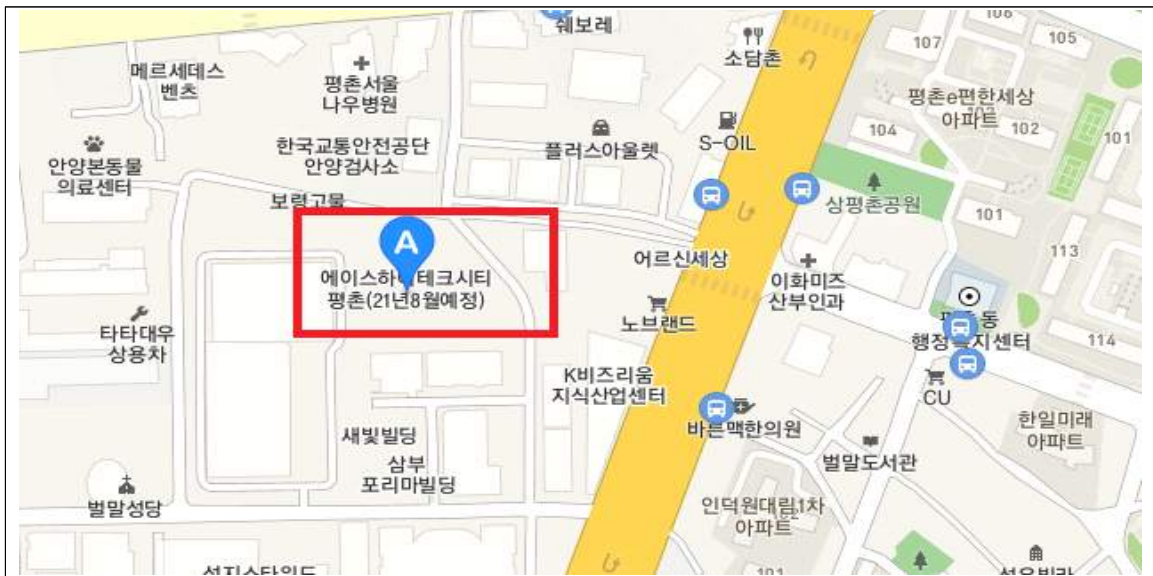 106
쉐보레
105
107
소담촌
메르세데스
벤츠
평촌서울
나우병원
평촌e편한세상
아파트
103
102
104
101
S-OIL
플러스아울렛
한국교통안전공단
안양검사소
안양본동물
의료센터
보령고물
상평촌공원
101
A
113
어르신세상
에이스하이테크시티
평촌(21년8월예정)
이화미즈
산부인과
노브랜드
동
행정복지센터
114
타타대우
상용차
K비즈리움
지식산업센터
CU
한일미래
아파트
바른맥한의원
새빛빌딩
벌말도서관
삼부
포리마빌딩
벌말성당
인덕원대림1차
아파트
102
101